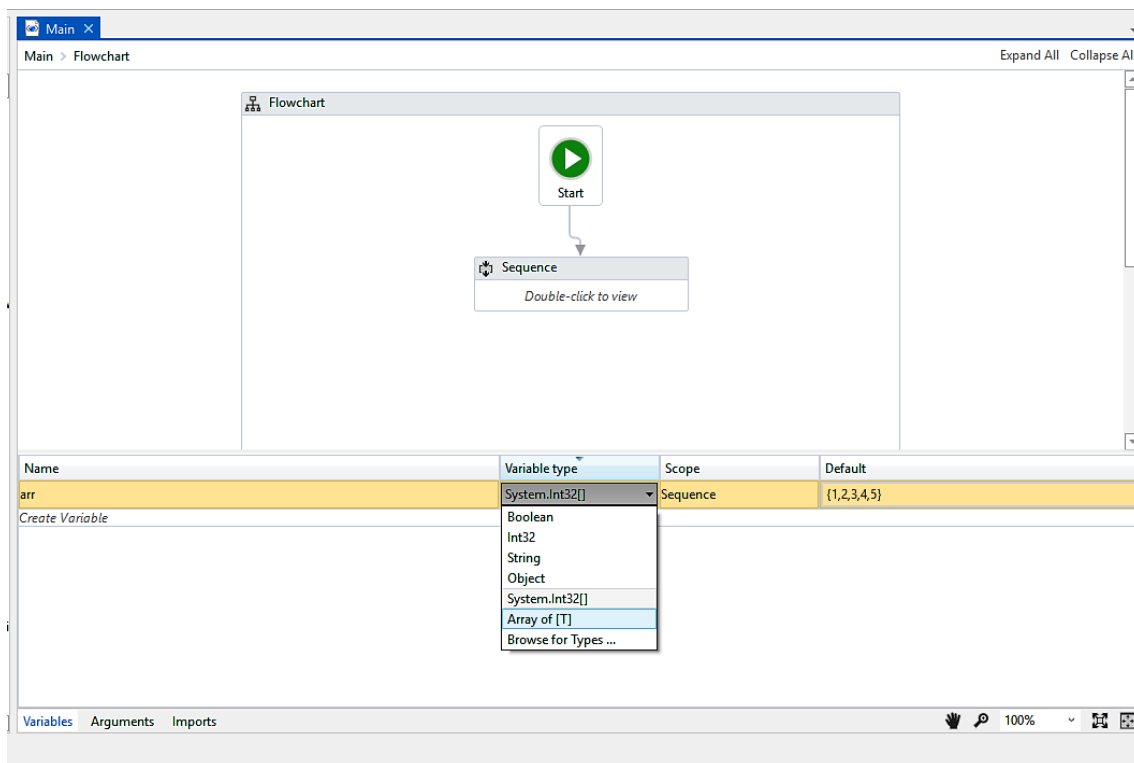 Main
Main > Flowchart Expand All Collapse Al
Flowchart
Start
Sequence
Double-click to view
Name Variable type Scope Default
arr System.Int32[] Sequence {1,2,3,4,5}
Create Variable
Boolean
Int32
String
Object
System.Int32[]
Array of [T]
Browse for Types ...
Variables Arguments Imports 100%